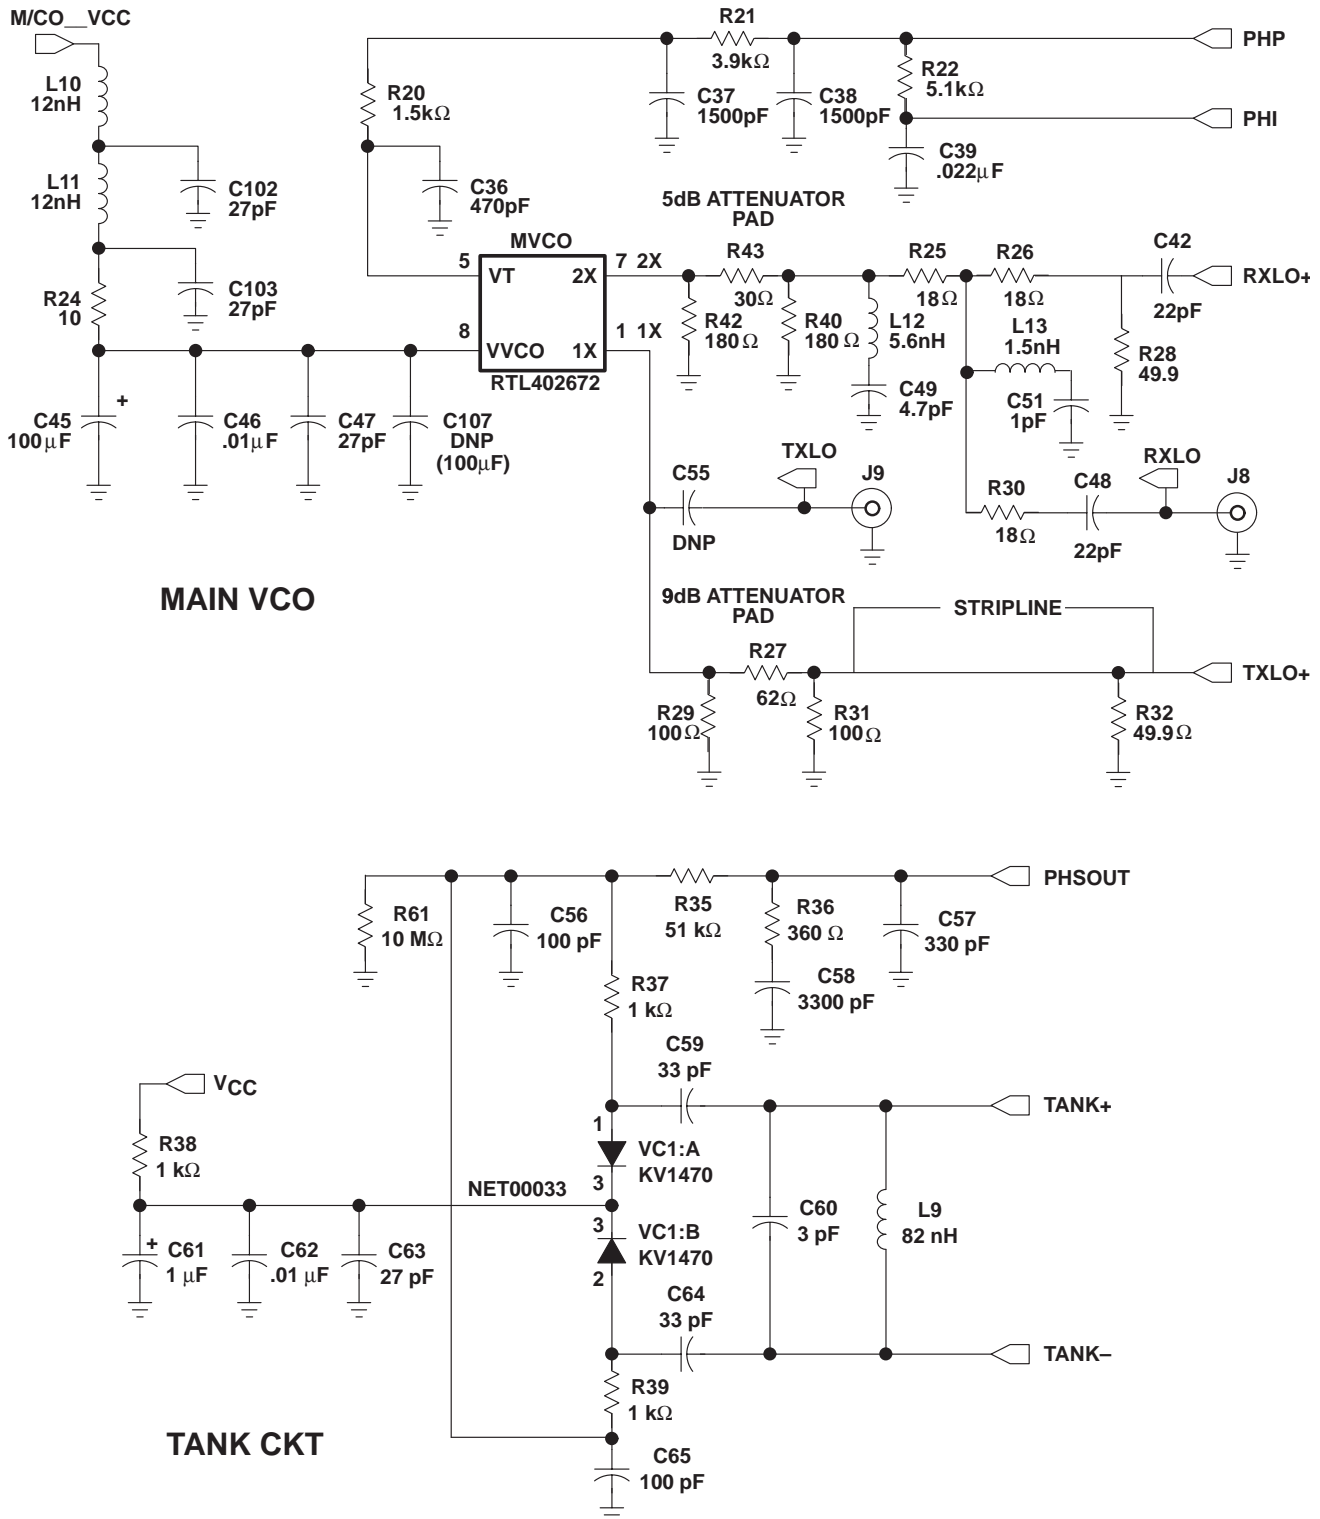 M/CO__VCC
L10
12nH
L11
12nH
C102
27pF
C103
27pF
R24
10
C45
100μF
+
C46
.01μF
C47
27pF
C107
DNP
(100μF)
R20
1.5kΩ
C36
470pF
R21
3.9kΩ
C37
1500pF
C38
1500pF
R22
5.1kΩ
C39
.022μF
PHP
PHI
5dB ATTENUATOR
PAD
MVCO
5
VT
8
VVCO
2X
7 2X
1X
1 1X
RTL402672
R43
30Ω
R42
180Ω
R40
180Ω
L12
5.6nH
C49
4.7pF
R25
18Ω
R26
18Ω
L13
1.5nH
C51
1pF
C42
22pF
R28
49.9
RXLO+
C55
DNP
TXLO
J9
R30
18Ω
C48
22pF
RXLO
J8
MAIN VCO
9dB ATTENUATOR
PAD
STRIPLINE
R27
62Ω
R29
100Ω
R31
100Ω
R32
49.9Ω
TXLO+
PHSOUT
R61
10 MΩ
C56
100 pF
R35
51 kΩ
R36
360 Ω
C57
330 pF
C58
3300 pF
R37
1 kΩ
C59
33 pF
VCC
R38
1 kΩ
TANK+
1
VC1:A
KV1470
3
NET00033
3
VC1:B
KV1470
2
C60
3 pF
L9
82 nH
+
C61
1 μF
C62
.01 μF
C63
27 pF
C64
33 pF
TANK–
R39
1 kΩ
TANK CKT
C65
100 pF